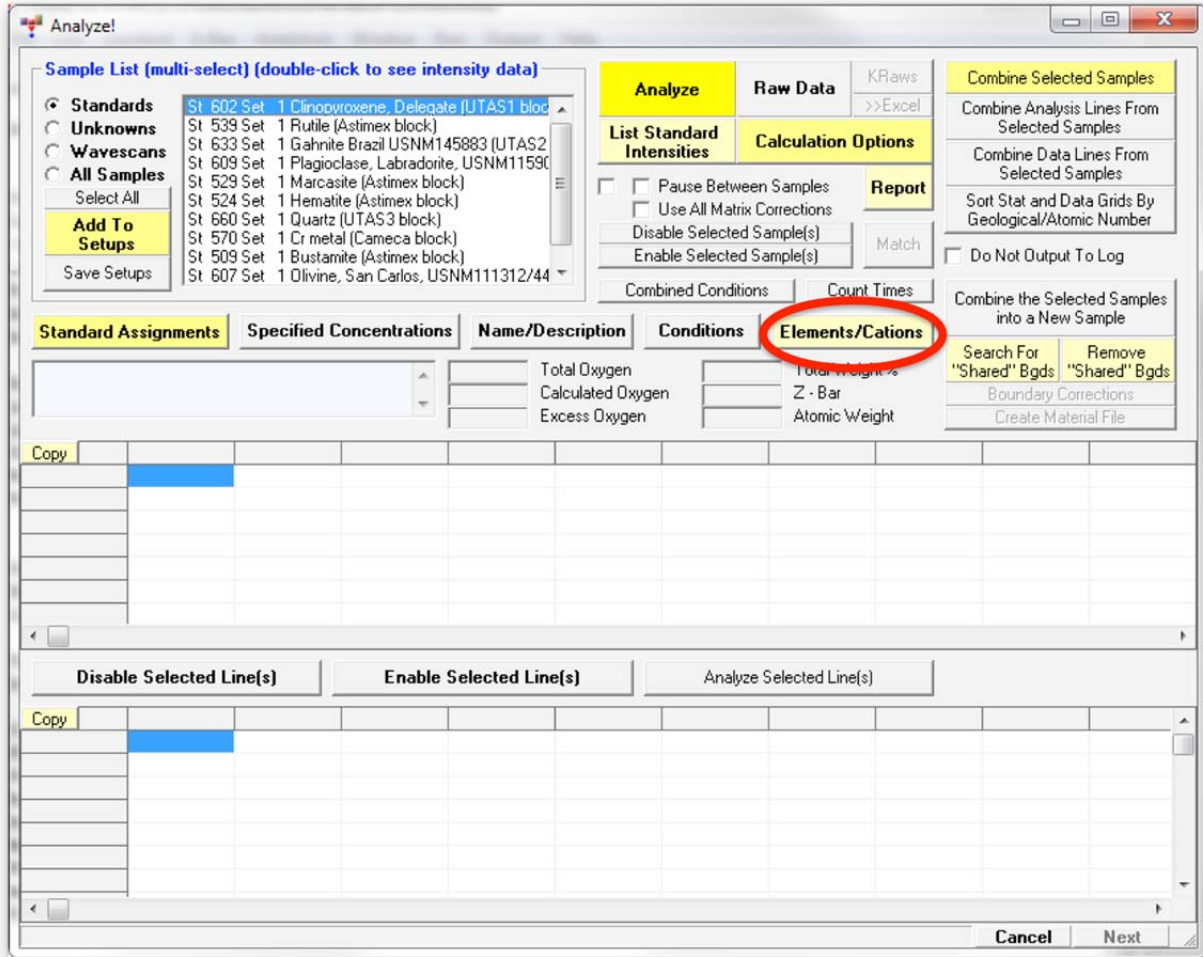 Analyze!
Sample List (multi-select) (double-click to see intensity data)
Standards
Unknowns
Wavescans
All Samples
Select All
Add To
Setups
Save Setups
St 602 Set 1 Clinopyroxene, Delegate (UTAS1 bloc
St 539 Set 1 Rutile (Astimex block)
St 633 Set 1 Gahnite Brazil USNM145883 (UTAS2
St 609 Set 1 Plagioclase, Labradorite, USNM1159(
St 529 Set 1 Marcasite (Astimex block)
St 524 Set 1 Hematite (Astimex block)
St 660 Set 1 Quartz (UTAS3 block)
St 570 Set 1 Cr metal (Cameca block)
St 509 Set 1 Bustamite (Astimex block)
St 607 Set 1 Olivine, San Carlos, USNM111312/44
Analyze
Raw Data
KRaws
>>Excel
List Standard
Intensities
Calculation Options
Pause Between Samples
Use All Matrix Corrections
Report
Disable Selected Sample(s)
Enable Selected Sample(s)
Match
Combined Conditions
Count Times
Combine Selected Samples
Combine Analysis Lines From
Selected Samples
Combine Data Lines From
Selected Samples
Sort Stat and Data Grids By
Geological/Atomic Number
Do Not Output To Log
Combine the Selected Samples
into a New Sample
Search For
"Shared" Bgds
Remove
"Shared" Bgds
Boundary Corrections
Create Material File
Standard Assignments
Specified Concentrations
Name/Description
Conditions
Elements/Cations
Total Oxygen
Calculated Oxygen
Excess Oxygen
Total Weight %
Z - Bar
Atomic Weight
Copy
Disable Selected Line(s)
Enable Selected Line(s)
Analyze Selected Line(s)
Copy
Cancel
Next